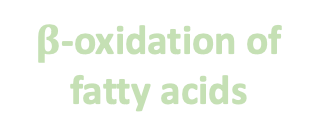 β-oxidation of
fatty acids